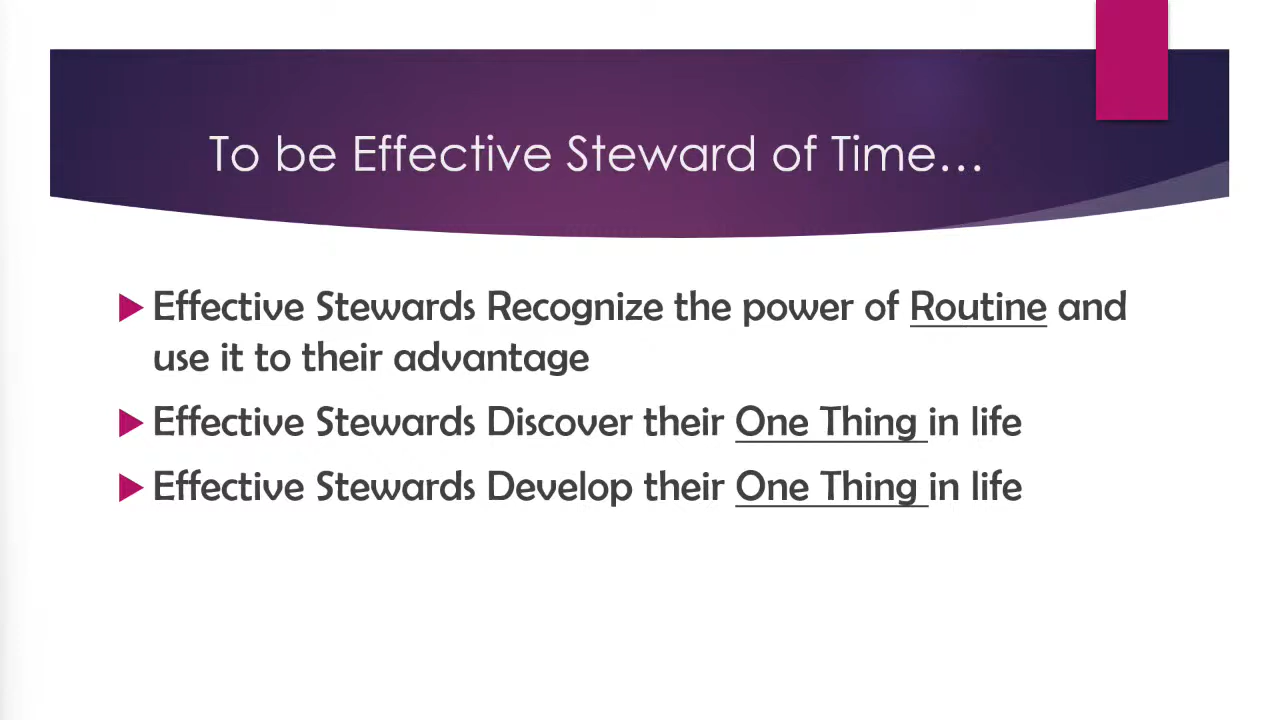 To be Effective Steward of Time...
Effective Stewards Recognize the power of Routine and
use it to their advantage
Effective Stewards Discover their One Thing in life
Effective Stewards Develop their One Thing in life